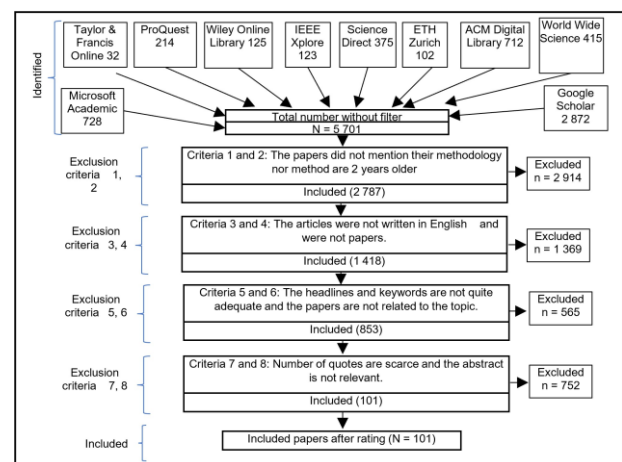 Identified
Taylor &
Francis
Online 32
ProQuest
214
Wiley Online
Library 125
IEEE
Xplore
123
Science
Direct 375
ETH
Zurich
102
ACM Digital
Library 712
World Wide
Science 415
Microsoft
Academic
728
Google
Scholar
2 872
Total number without filter
N = 5 701
Exclusion
criteria 1,
2
Criteria 1 and 2: The papers did not mention their methodology
nor method are 2 years older
Included (2 787)
Excluded
n = 2 914
Exclusion
criteria 3, 4
Criteria 3 and 4: The articles were not written in English and
were not papers.
Included (1 418)
Excluded
n = 1 369
Exclusion
criteria 5, 6
Criteria 5 and 6: The headlines and keywords are not quite
adequate and the papers are not related to the topic.
Included (853)
Excluded
n = 565
Exclusion
criteria 7, 8
Criteria 7 and 8: Number of quotes are scarce and the abstract
is not relevant.
(101)
Excluded
n = 752
Included
Included papers after rating (N = 101)